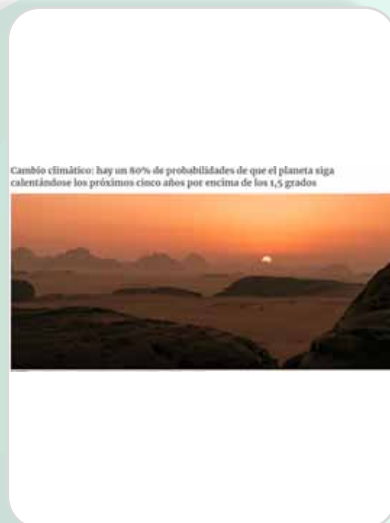 Cambio climático: hay un 80% de probabilidades de que el planeta siga
calentándose los próximos cinco años por encima de los 1,5 grados